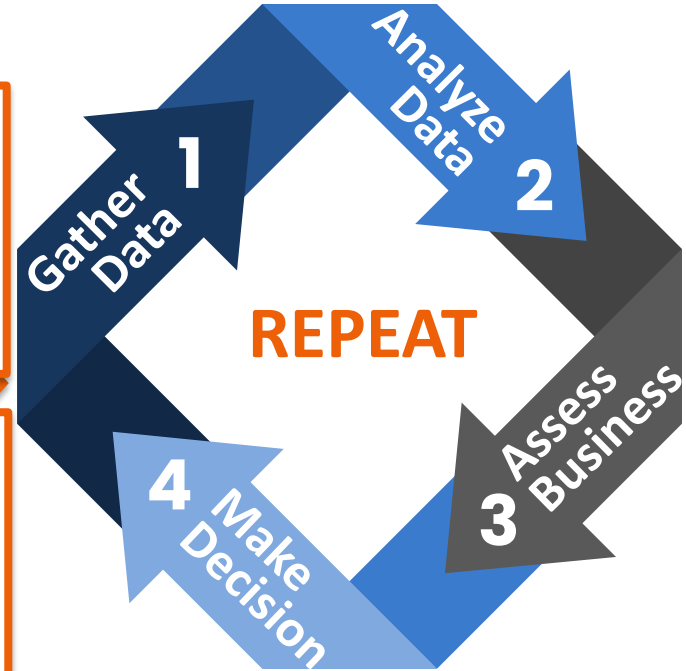 1
Gather
Data
Analyze
Data
2
REPEAT
Assess
Business
3
4
Make
Decision